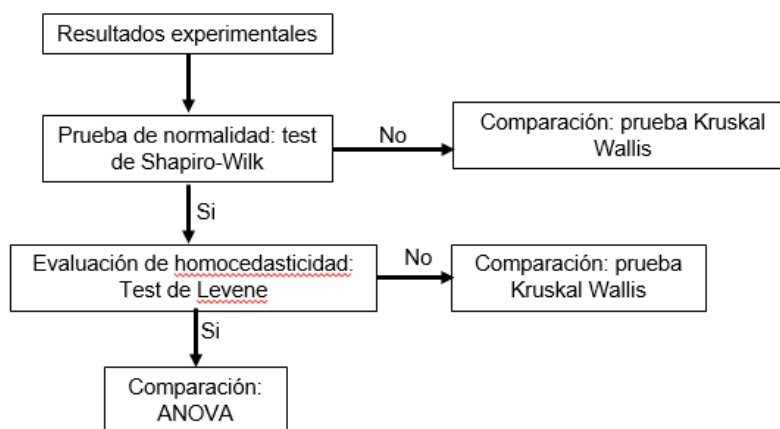 Resultados experimentales
Prueba de normalidad: test
de Shapiro-Wilk
No
Comparación: prueba Kruskal
Wallis
Si
Evaluación de homocedasticidad:
Test de Levene
No
Comparación: prueba
Kruskal Wallis
Si
Comparación:
ANOVA